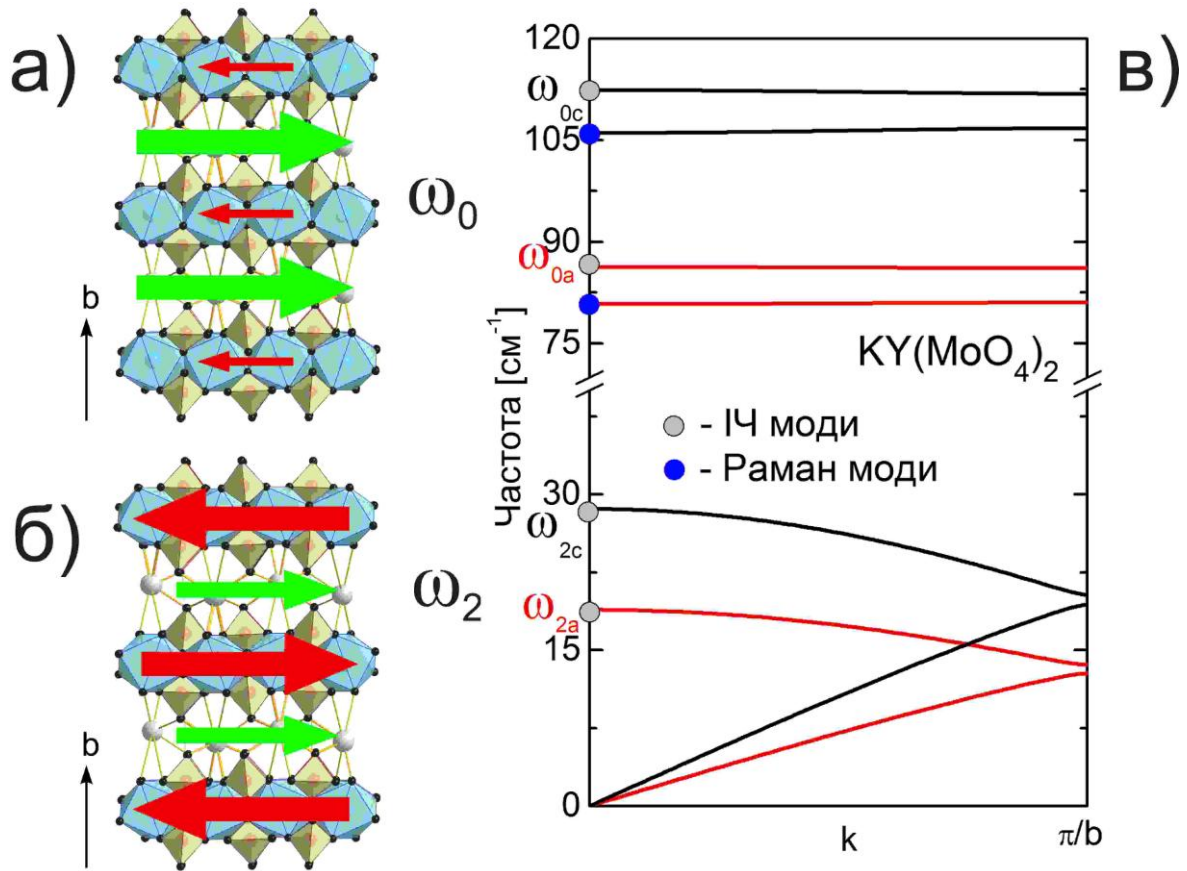 а)
b
ω₀
б)
b
ω₂
в)
Частота [см⁻¹]
120
105
90
75
30
15
0
ω₀c
ω₀a
KY(MoO₄)₂
- ІЧ моди
- Раман моди
ω₂c
ω₂a
k
π/b